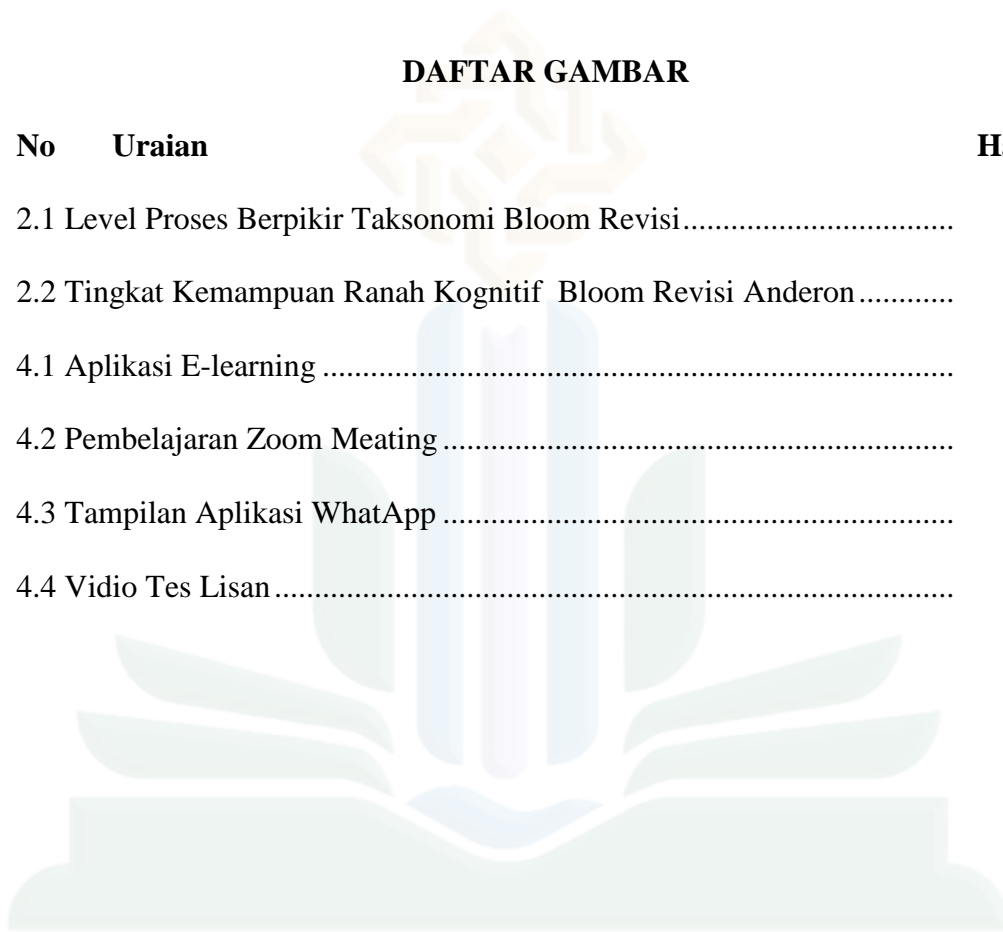 DAFTAR GAMBAR
No Uraian
2.1 Level Proses Berpikir Taksonomi Bloom Revisi..................................
2.2 Tingkat Kemampuan Ranah Kognitif  Bloom Revisi Anderon............
4.1 Aplikasi E-learning ...............................................................................
4.2 Pembelajaran Zoom Meating ................................................................
4.3 Tampilan Aplikasi WhatApp ................................................................
4.4 Vidio Tes Lisan.....................................................................................